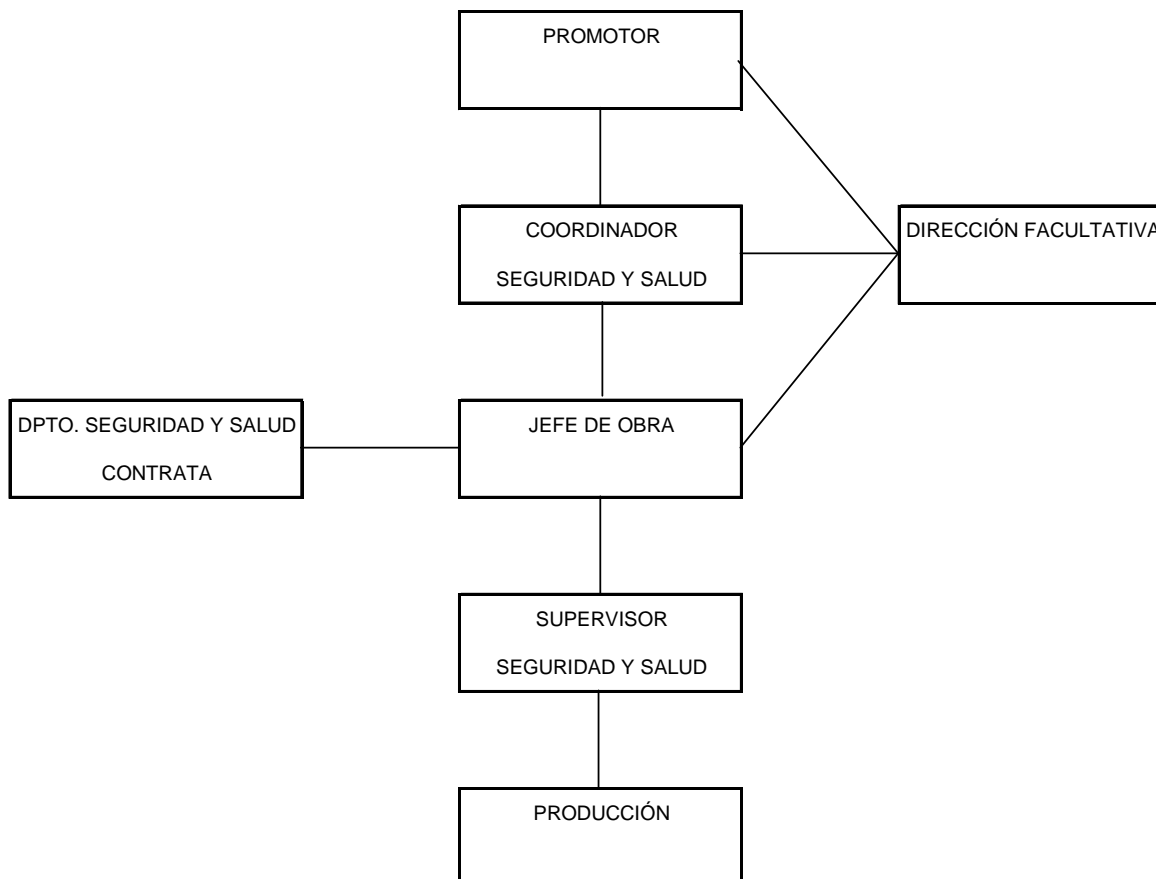 PROMOTOR
COORDINADOR
SEGURIDAD Y SALUD
DIRECCIÓN FACULTATIVA
DPTO. SEGURIDAD Y SALUD
CONTRATA
JEFE DE OBRA
SUPERVISOR
SEGURIDAD Y SALUD
PRODUCCIÓN